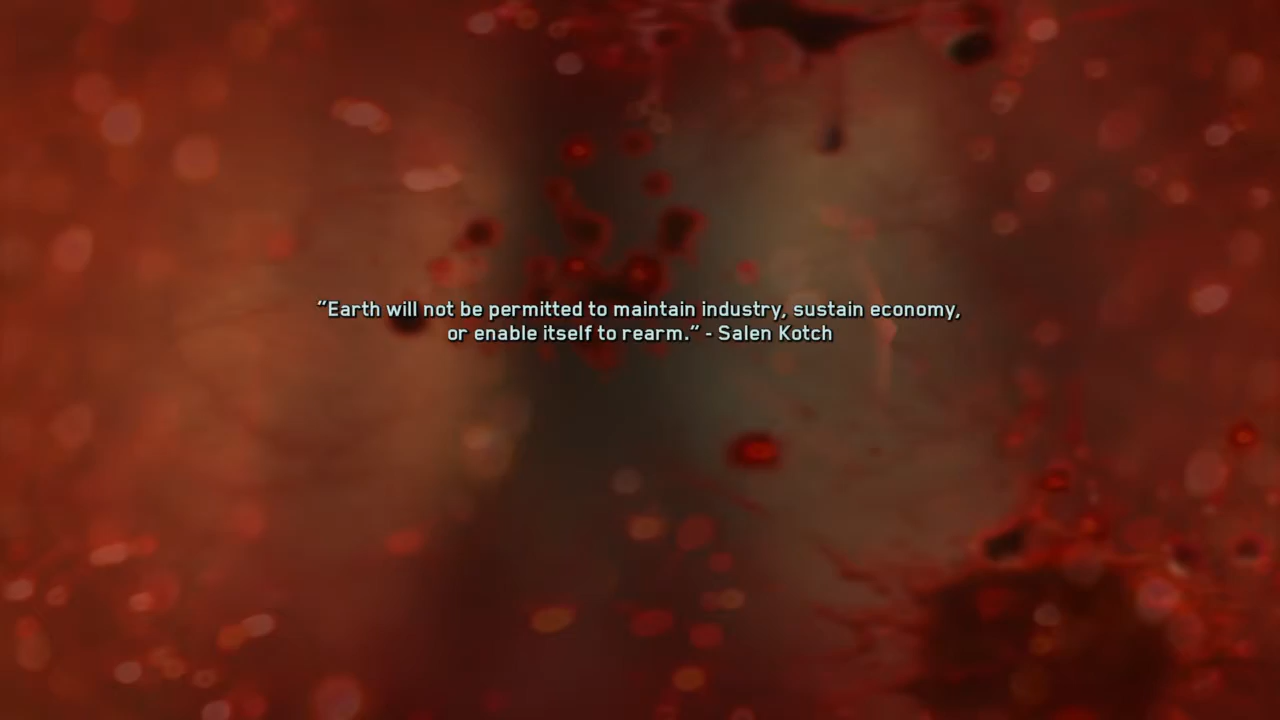 “Earth will not be permitted to maintain industry, sustain economy,
or enable itself to rearm.” - Salen Kotch